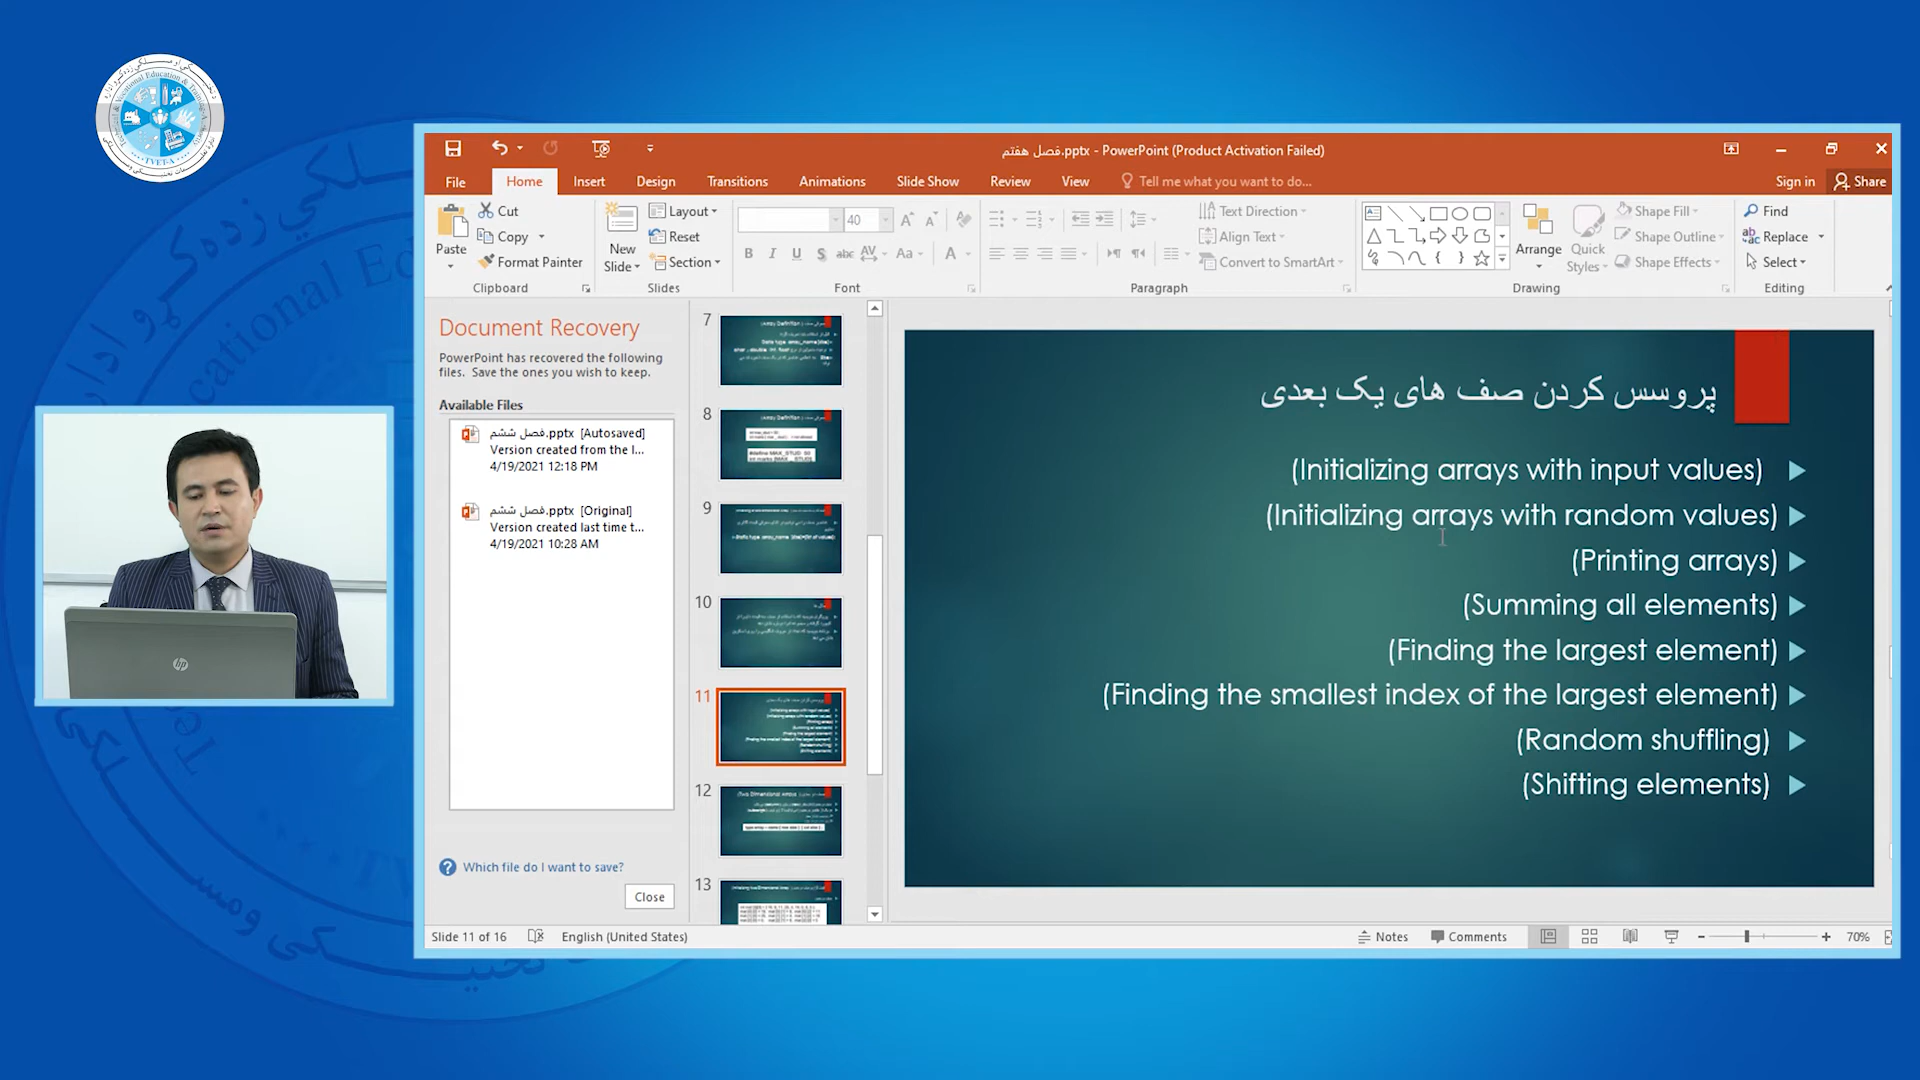 Technical & Vocational Education & Training-Authority
TVET-A
فصل هفتم.pptx - PowerPoint (Product Activation Failed)
File
Home
Insert
Design
Transitions
Animations
Slide Show
Review
View
Tell me what you want to do...
Sign in
Share
Paste
Cut
Copy
Format Painter
Clipboard
New
Slide
Layout
Reset
Section
Slides
40
Font
Text Direction
Align Text
Convert to SmartArt
Paragraph
Arrange
Quick
Styles
Shape Fill
Shape Outline
Shape Effects
Drawing
Find
Replace
Select
Editing
Document Recovery
PowerPoint has recovered the following
files. Save the ones you wish to keep.
Available Files
فصل ششم.pptx [Autosaved]
Version created from the l...
4/19/2021 12:18 PM
فصل ششم.pptx [Original]
Version created last time t...
4/19/2021 10:28 AM
Which file do I want to save?
Close
7
8
9
10
11
12
13
پروسس کردن صف های یک بعدی
(Initializing arrays with input values)
(Initializing arrays with random values)
(Printing arrays)
(Summing all elements)
(Finding the largest element)
(Finding the smallest index of the largest element)
(Random shuffling)
(Shifting elements)
Slide 11 of 16
English (United States)
Notes
Comments
70%
hp